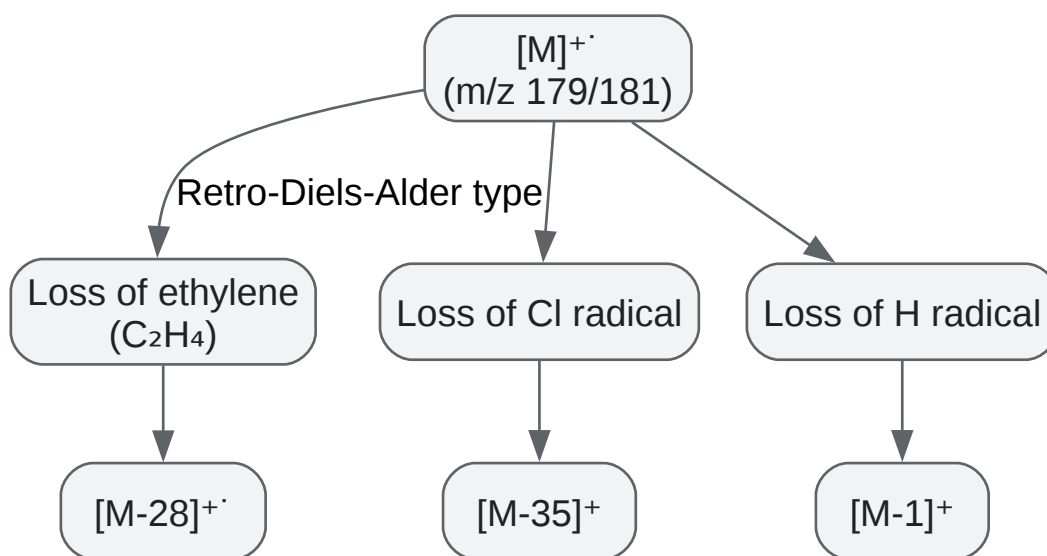 [M]⁺˙
(m/z 179/181)
Retro-Diels-Alder type
Loss of ethylene
(C₂H₄)
Loss of Cl radical
Loss of H radical
[M-28]⁺˙
[M-35]⁺
[M-1]⁺